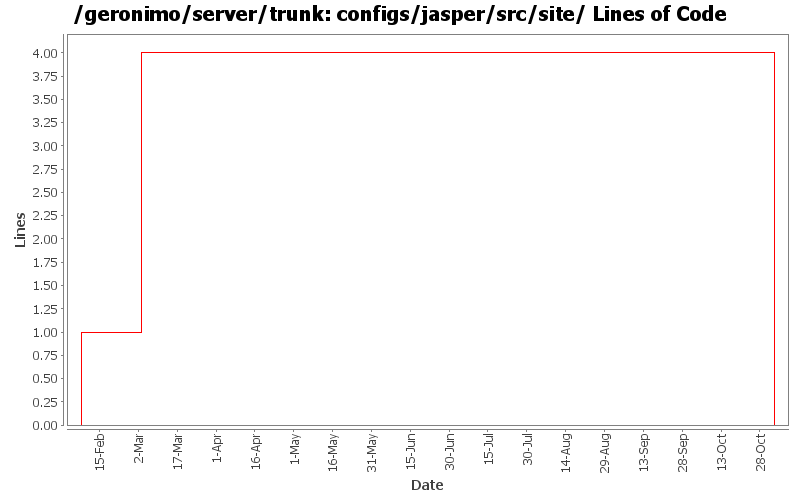 /geronimo/server/trunk: configs/jasper/src/site/ Lines of Code
4.00
3.75
3.50
3.25
3.00
2.75
2.50
2.25
2.00
1.75
1.50
1.25
1.00
0.75
0.50
0.25
0.00
Lines
15-Feb
2-Mar
17-Mar
1-Apr
16-Apr
1-May
16-May
31-May
15-Jun
30-Jun
15-Jul
30-Jul
14-Aug
29-Aug
13-Sep
28-Sep
13-Oct
28-Oct
Date